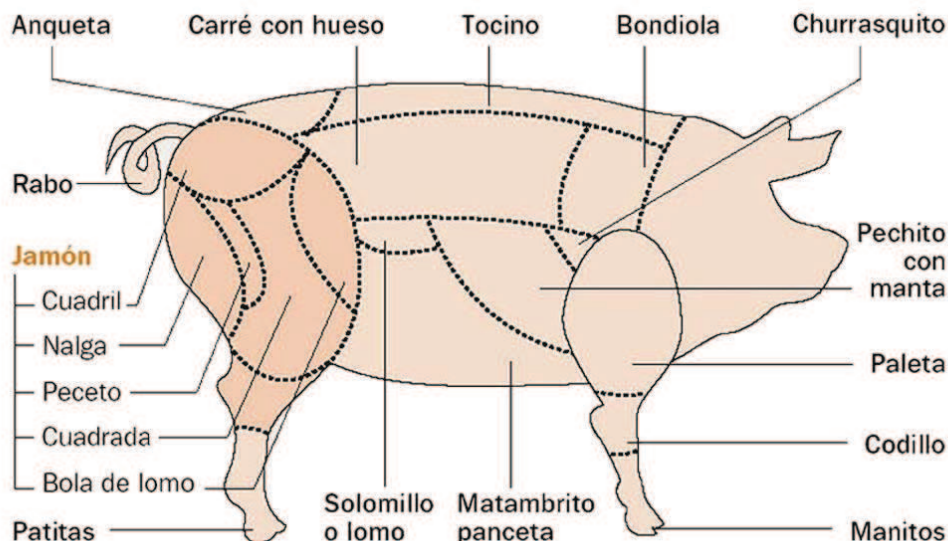 Anqueta
Carré con hueso
Tocino
Bondiola
Churrasquito
Rabo
Jamón
Cuadril
Nalga
Peceto
Cuadrada
Bola de lomo
Patitas
Solomillo
o lomo
Matambrito
panceta
Pechito
con
manta
Paleta
Codillo
Manitos